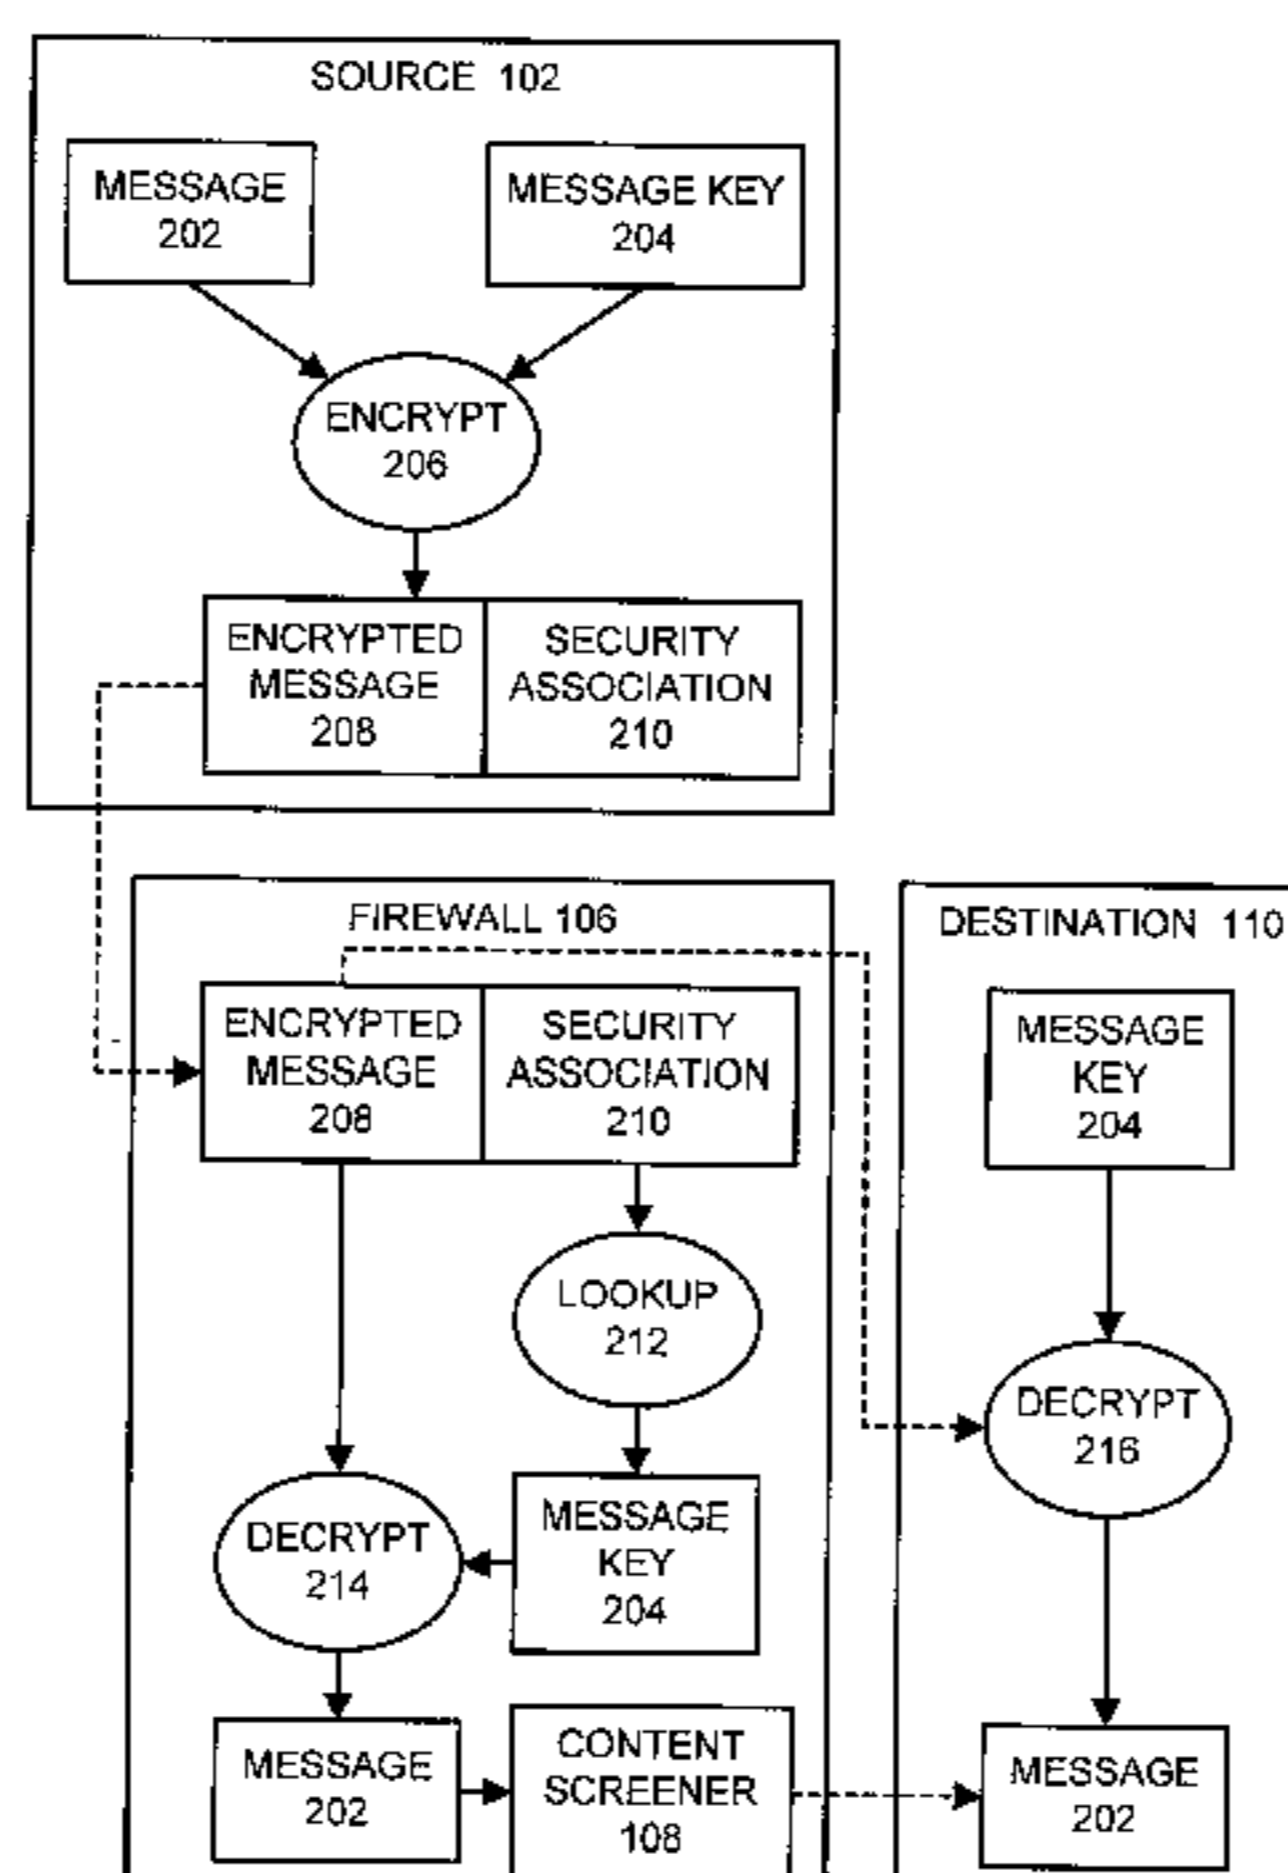 SOURCE 102
MESSAGE
202
MESSAGE KEY
204
ENCRYPT
206
ENCRYPTED
MESSAGE
208
SECURITY
ASSOCIATION
210
FIREWALL 106
ENCRYPTED
MESSAGE
208
SECURITY
ASSOCIATION
210
LOOKUP
212
DECRYPT
214
MESSAGE
KEY
204
MESSAGE
202
CONTENT
SCREENER
108
DESTINATION 110
MESSAGE
KEY
204
DECRYPT
216
MESSAGE
202